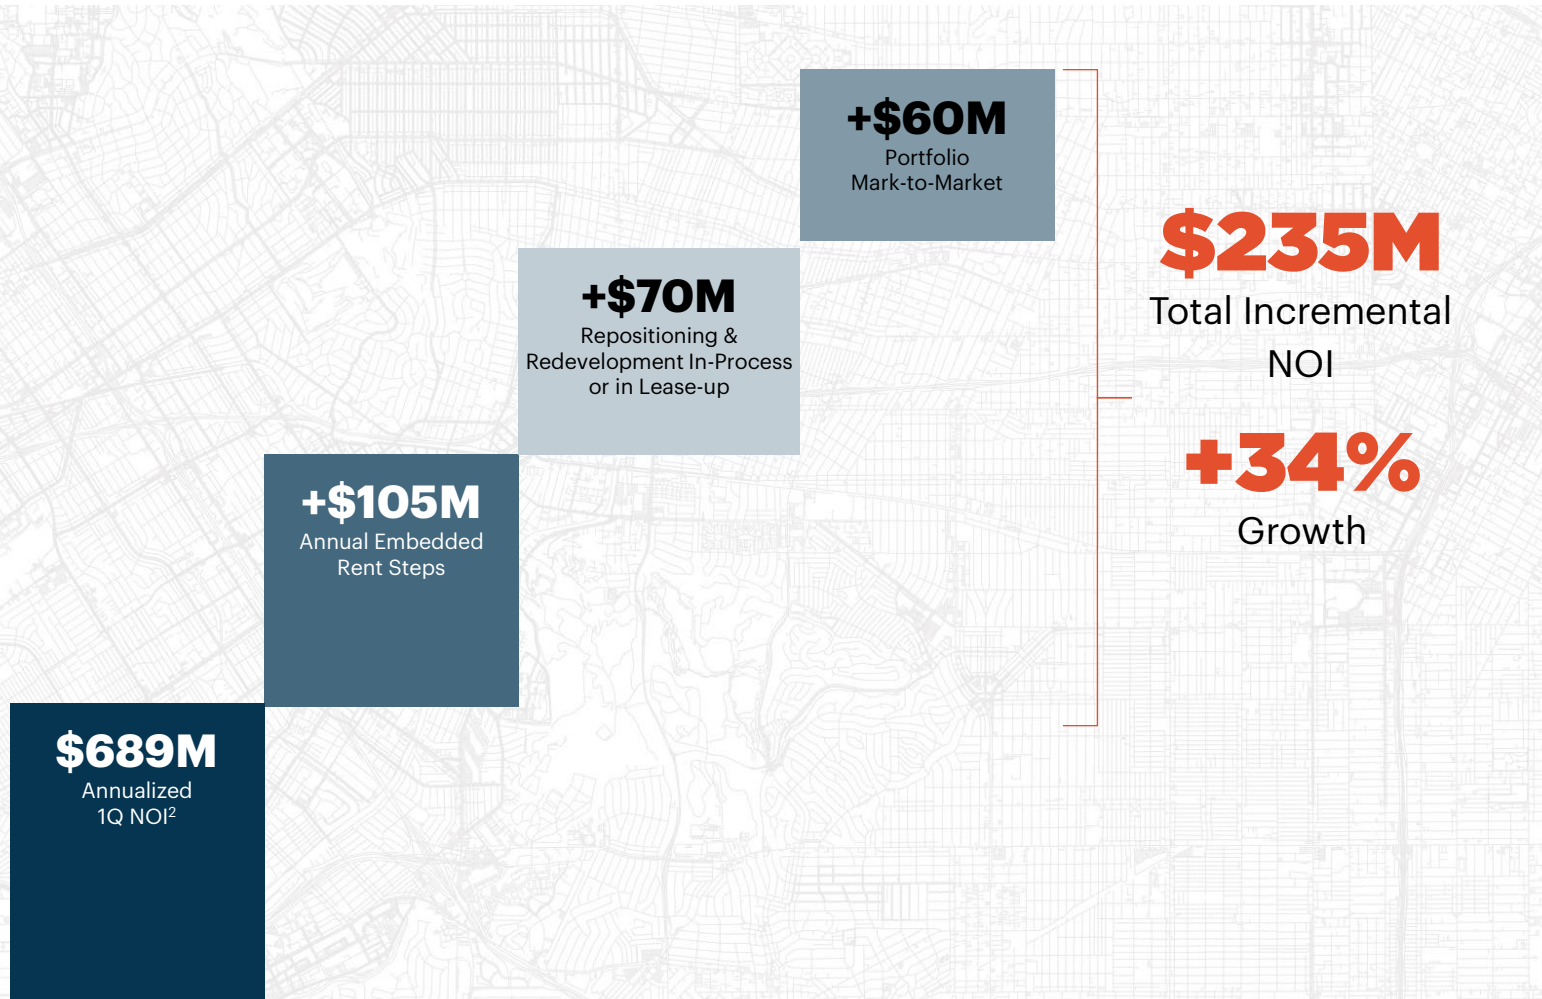 +$60M
Portfolio
Mark-to-Market
+$70M
Repositioning &
Redevelopment In-Process
or in Lease-up
+$105M
Annual Embedded
Rent Steps
$689M
Annualized
1Q NOI²
$235M
Total Incremental
NOI
+34%
Growth